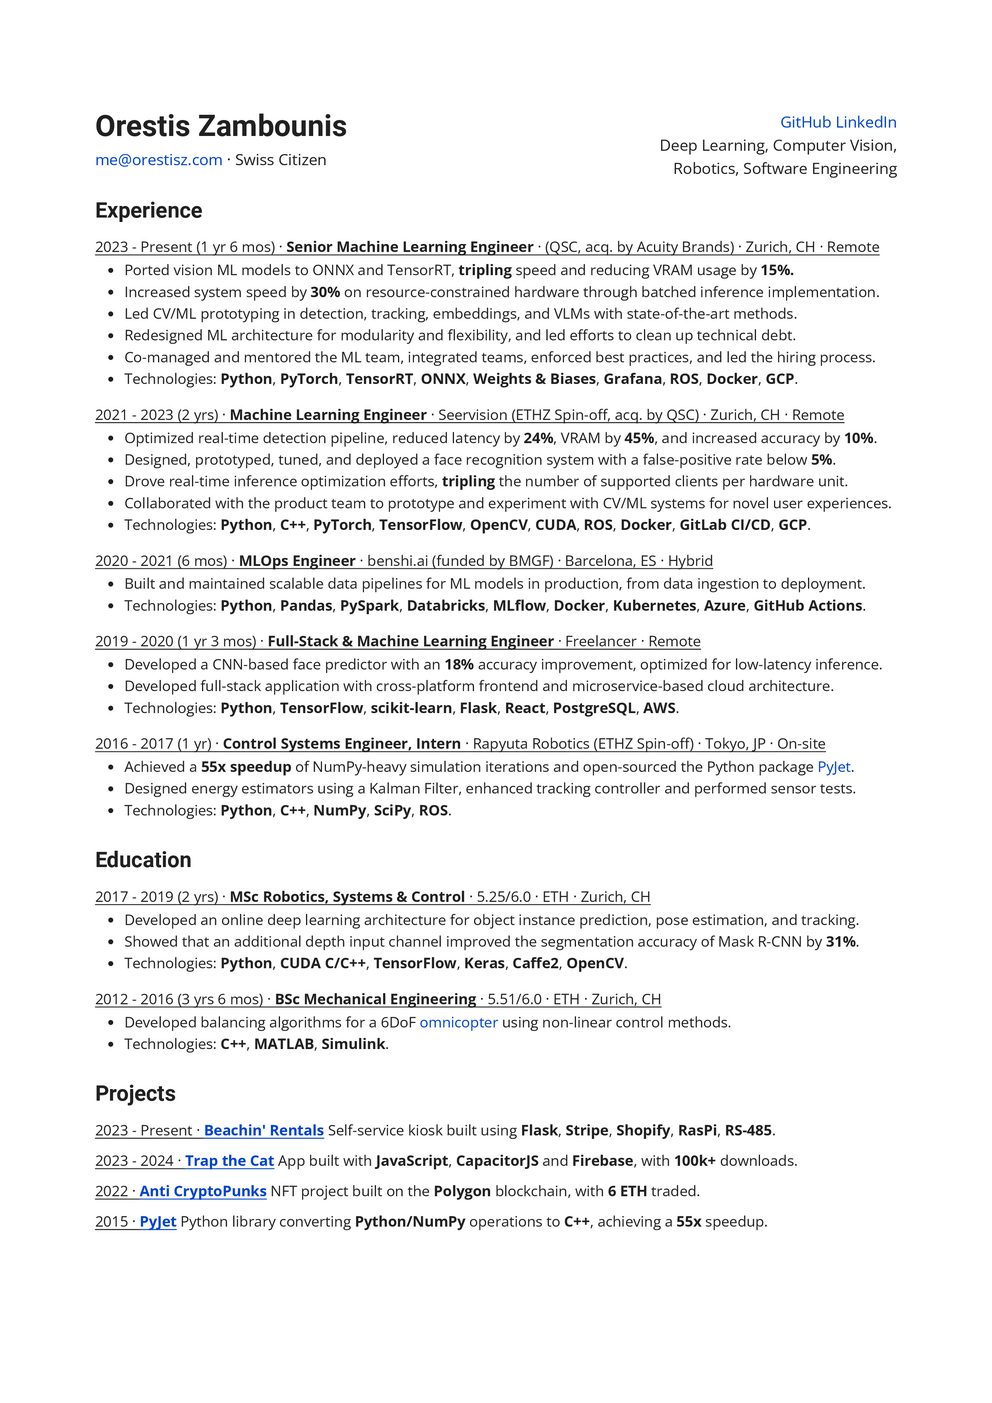 Orestis Zambounis
me@orestisz.com · Swiss Citizen
GitHub LinkedIn
Deep Learning, Computer Vision,
Robotics, Software Engineering
Experience
2023 - Present (1 yr 6 mos) · Senior Machine Learning Engineer · (QSC, acq. by Acuity Brands) · Zurich, CH · Remote
• Ported vision ML models to ONNX and TensorRT, tripling speed and reducing VRAM usage by 15%.
• Increased system speed by 30% on resource-constrained hardware through batched inference implementation.
• Led CV/ML prototyping in detection, tracking, embeddings, and VLMs with state-of-the-art methods.
• Redesigned ML architecture for modularity and flexibility, and led efforts to clean up technical debt.
• Co-managed and mentored the ML team, integrated teams, enforced best practices, and led the hiring process.
• Technologies: Python, PyTorch, TensorRT, ONNX, Weights & Biases, Grafana, ROS, Docker, GCP.
2021 - 2023 (2 yrs) · Machine Learning Engineer · Seervision (ETHZ Spin-off, acq. by QSC) · Zurich, CH · Remote
• Optimized real-time detection pipeline, reduced latency by 24%, VRAM by 45%, and increased accuracy by 10%.
• Designed, prototyped, tuned, and deployed a face recognition system with a false-positive rate below 5%.
• Drove real-time inference optimization efforts, tripling the number of supported clients per hardware unit.
• Collaborated with the product team to prototype and experiment with CV/ML systems for novel user experiences.
• Technologies: Python, C++, PyTorch, TensorFlow, OpenCV, CUDA, ROS, Docker, GitLab CI/CD, GCP.
2020 - 2021 (6 mos) · MLOps Engineer · benshi.ai (funded by BMGF) · Barcelona, ES · Hybrid
• Built and maintained scalable data pipelines for ML models in production, from data ingestion to deployment.
• Technologies: Python, Pandas, PySpark, Databricks, MLflow, Docker, Kubernetes, Azure, GitHub Actions.
2019 - 2020 (1 yr 3 mos) · Full-Stack & Machine Learning Engineer · Freelancer · Remote
• Developed a CNN-based face predictor with an 18% accuracy improvement, optimized for low-latency inference.
• Developed full-stack application with cross-platform frontend and microservice-based cloud architecture.
• Technologies: Python, TensorFlow, scikit-learn, Flask, React, PostgreSQL, AWS.
2016 - 2017 (1 yr) · Control Systems Engineer, Intern · Rapyuta Robotics (ETHZ Spin-off) · Tokyo, JP · On-site
• Achieved a 55x speedup of NumPy-heavy simulation iterations and open-sourced the Python package PyJet.
• Designed energy estimators using a Kalman Filter, enhanced tracking controller and performed sensor tests.
• Technologies: Python, C++, NumPy, SciPy, ROS.
Education
2017 - 2019 (2 yrs) · MSc Robotics, Systems & Control · 5.25/6.0 · ETH · Zurich, CH
• Developed an online deep learning architecture for object instance prediction, pose estimation, and tracking.
• Showed that an additional depth input channel improved the segmentation accuracy of Mask R-CNN by 31%.
• Technologies: Python, CUDA C/C++, TensorFlow, Keras, Caffe2, OpenCV.
2012 - 2016 (3 yrs 6 mos) · BSc Mechanical Engineering · 5.51/6.0 · ETH · Zurich, CH
• Developed balancing algorithms for a 6DoF omnicopter using non-linear control methods.
• Technologies: C++, MATLAB, Simulink.
Projects
2023 - Present · Beachin' Rentals Self-service kiosk built using Flask, Stripe, Shopify, RasPi, RS-485.
2023 - 2024 · Trap the Cat App built with JavaScript, CapacitorJS and Firebase, with 100k+ downloads.
2022 · Anti CryptoPunks NFT project built on the Polygon blockchain, with 6 ETH traded.
2015 · PyJet Python library converting Python/NumPy operations to C++, achieving a 55x speedup.